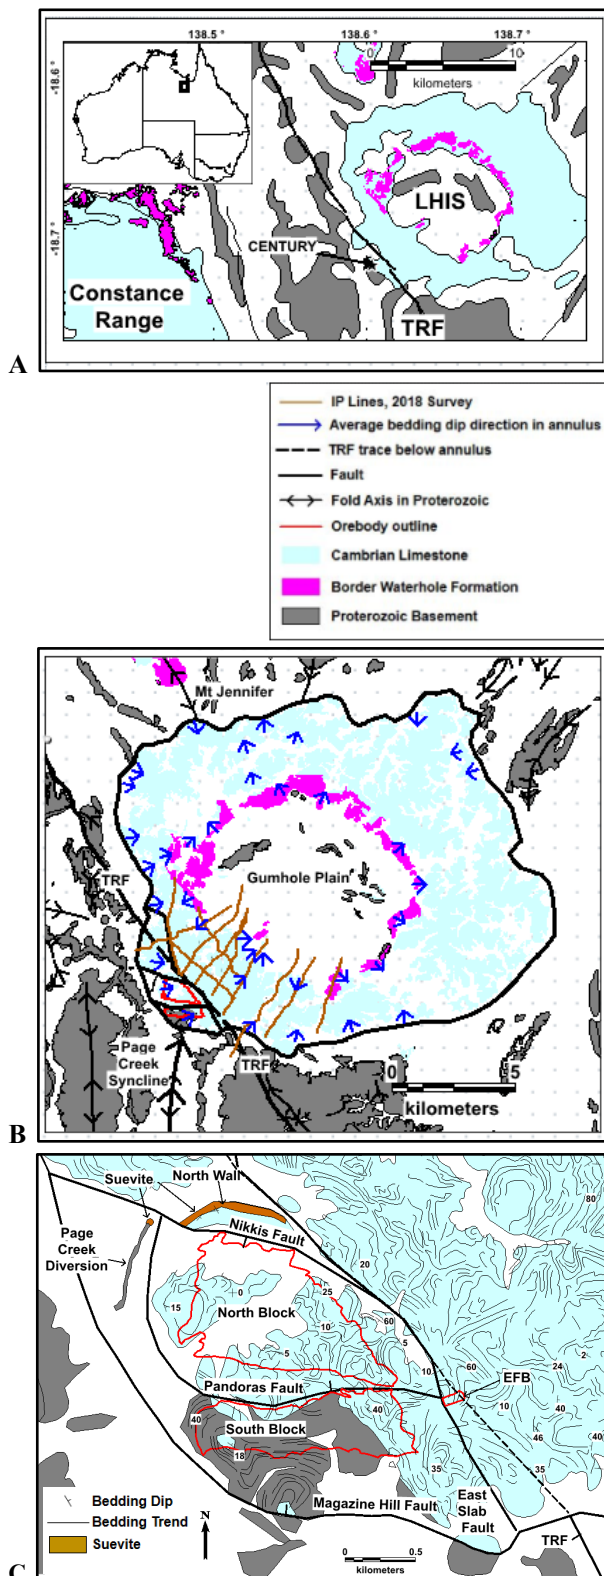 138.5 °
138.6 °
138.7 °
0
10
kilometers
-18.6 °
-18.7 °
LHIS
CENTURY
Constance
Range
TRF
A
IP Lines, 2018 Survey
Average bedding dip direction in annulus
TRF trace below annulus
Fault
Fold Axis in Proterozoic
Orebody outline
Cambrian Limestone
Border Waterhole Formation
Proterozoic Basement
Mt Jennifer
TRF
Gumhole Plain
Page
Creek
Syncline
TRF
0
5
kilometers
B
Suevite
North Wall
80
Page
Creek
Diversion
Nikkis Fault
20
0
15
25
North Block
10
5
5
60
24
2
10
60
EFB
Pandoras Fault
40
40
10
40
South Block
46
40
18
35
35
Bedding Dip
Bedding Trend
Suevite
N
Magazine Hill Fault
East
Slab
Fault
TRF
0
0.5
kilometers
C